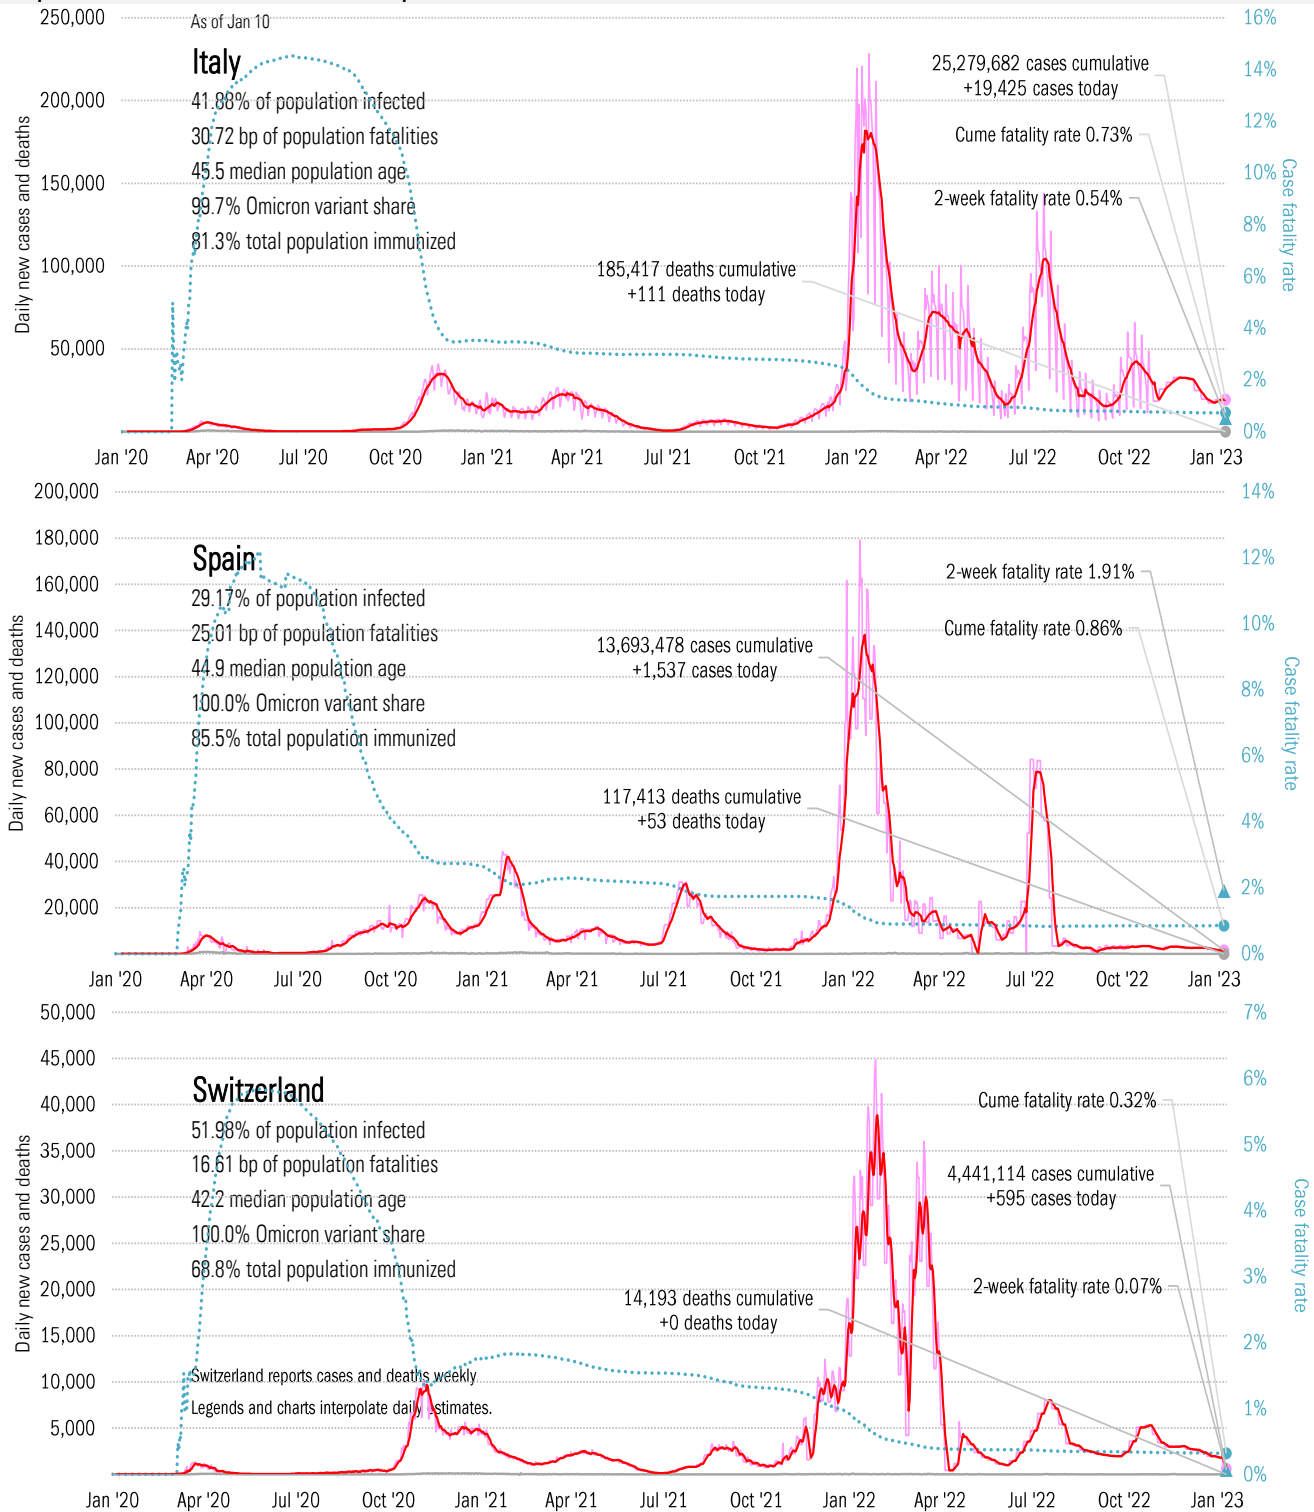 As of Jan 10
Italy
41.88% of population infected
30.72 bp of population fatalities
45.5 median population age
99.7% Omicron variant share
81.3% total population immunized
25,279,682 cases cumulative
+19,425 cases today
Cume fatality rate 0.73%
2-week fatality rate 0.54%
185,417 deaths cumulative
+111 deaths today
Daily new cases and deaths
250,000
200,000
150,000
100,000
50,000
16%
14%
12%
10%
8%
6%
4%
2%
0%
Case fatality rate
Jan '20 Apr '20 Jul '20 Oct '20 Jan '21 Apr '21 Jul '21 Oct '21 Jan '22 Apr '22 Jul '22 Oct '22 Jan '23
Spain
29.17% of population infected
25.01 bp of population fatalities
44.9 median population age
100.0% Omicron variant share
85.5% total population immunized
2-week fatality rate 1.91%
Cume fatality rate 0.86%
13,693,478 cases cumulative
+1,537 cases today
117,413 deaths cumulative
+53 deaths today
Daily new cases and deaths
200,000
180,000
160,000
140,000
120,000
100,000
80,000
60,000
40,000
20,000
14%
12%
10%
8%
6%
4%
2%
0%
Case fatality rate
Jan '20 Apr '20 Jul '20 Oct '20 Jan '21 Apr '21 Jul '21 Oct '21 Jan '22 Apr '22 Jul '22 Oct '22 Jan '23
Switzerland
51.98% of population infected
16.61 bp of population fatalities
42.2 median population age
100.0% Omicron variant share
68.8% total population immunized
Switzerland reports cases and deaths weekly
Legends and charts interpolate daily estimates.
Cume fatality rate 0.32%
4,441,114 cases cumulative
+595 cases today
2-week fatality rate 0.07%
14,193 deaths cumulative
+0 deaths today
Daily new cases and deaths
50,000
45,000
40,000
35,000
30,000
25,000
20,000
15,000
10,000
5,000
7%
6%
5%
4%
3%
2%
1%
0%
Case fatality rate
Jan '20 Apr '20 Jul '20 Oct '20 Jan '21 Apr '21 Jul '21 Oct '21 Jan '22 Apr '22 Jul '22 Oct '22 Jan '23